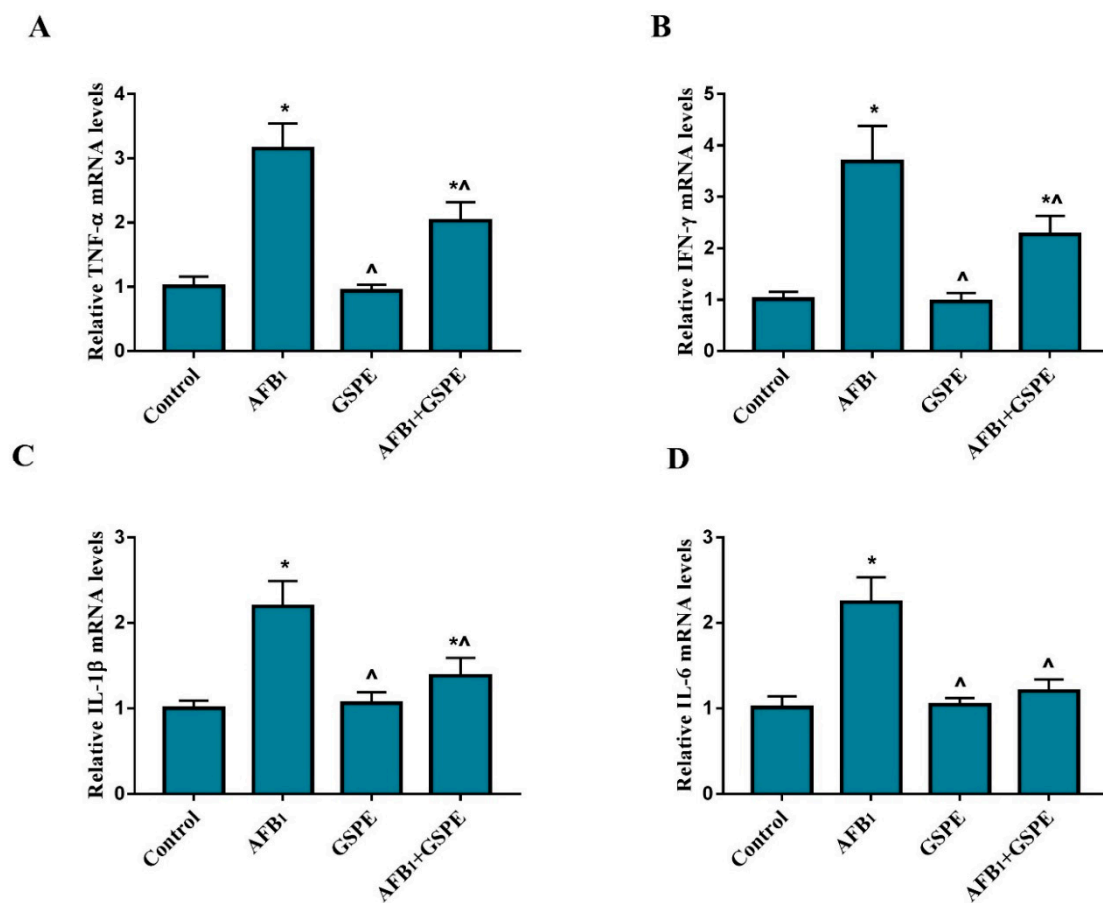 A
Relative TNF-α mRNA levels
4
3
2
1
0
*
^
*^
Control
AFB1
GSPE
AFB1+GSPE
B
Relative IFN-γ mRNA levels
5
4
3
2
1
0
*
^
*^
Control
AFB1
GSPE
AFB1+GSPE
C
Relative IL-1β mRNA levels
3
2
1
0
*
^
*^
Control
AFB1
GSPE
AFB1+GSPE
D
Relative IL-6 mRNA levels
3
2
1
0
*
^
^
Control
AFB1
GSPE
AFB1+GSPE